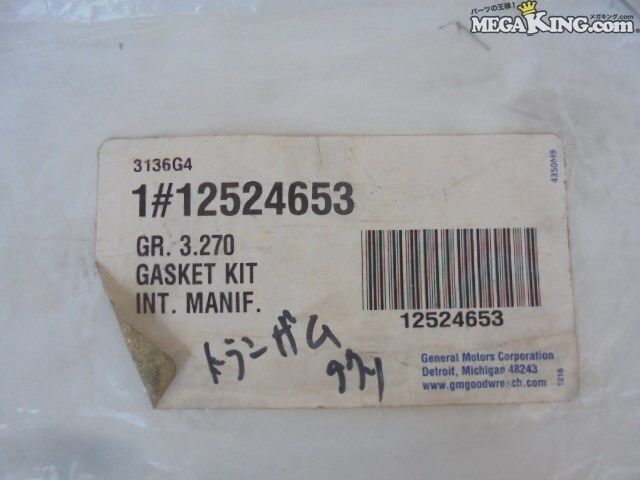 パーツの王様!
メガキング.com
MEGAKING.com
3136G4
1#12524653
GR. 3.270
GASKET KIT
INT. MANIF.
12524653
トランザム
97y
General Motors Corporation
Detroit, Michigan 48243
www.gmgoodwrench.com
4350M9
1216